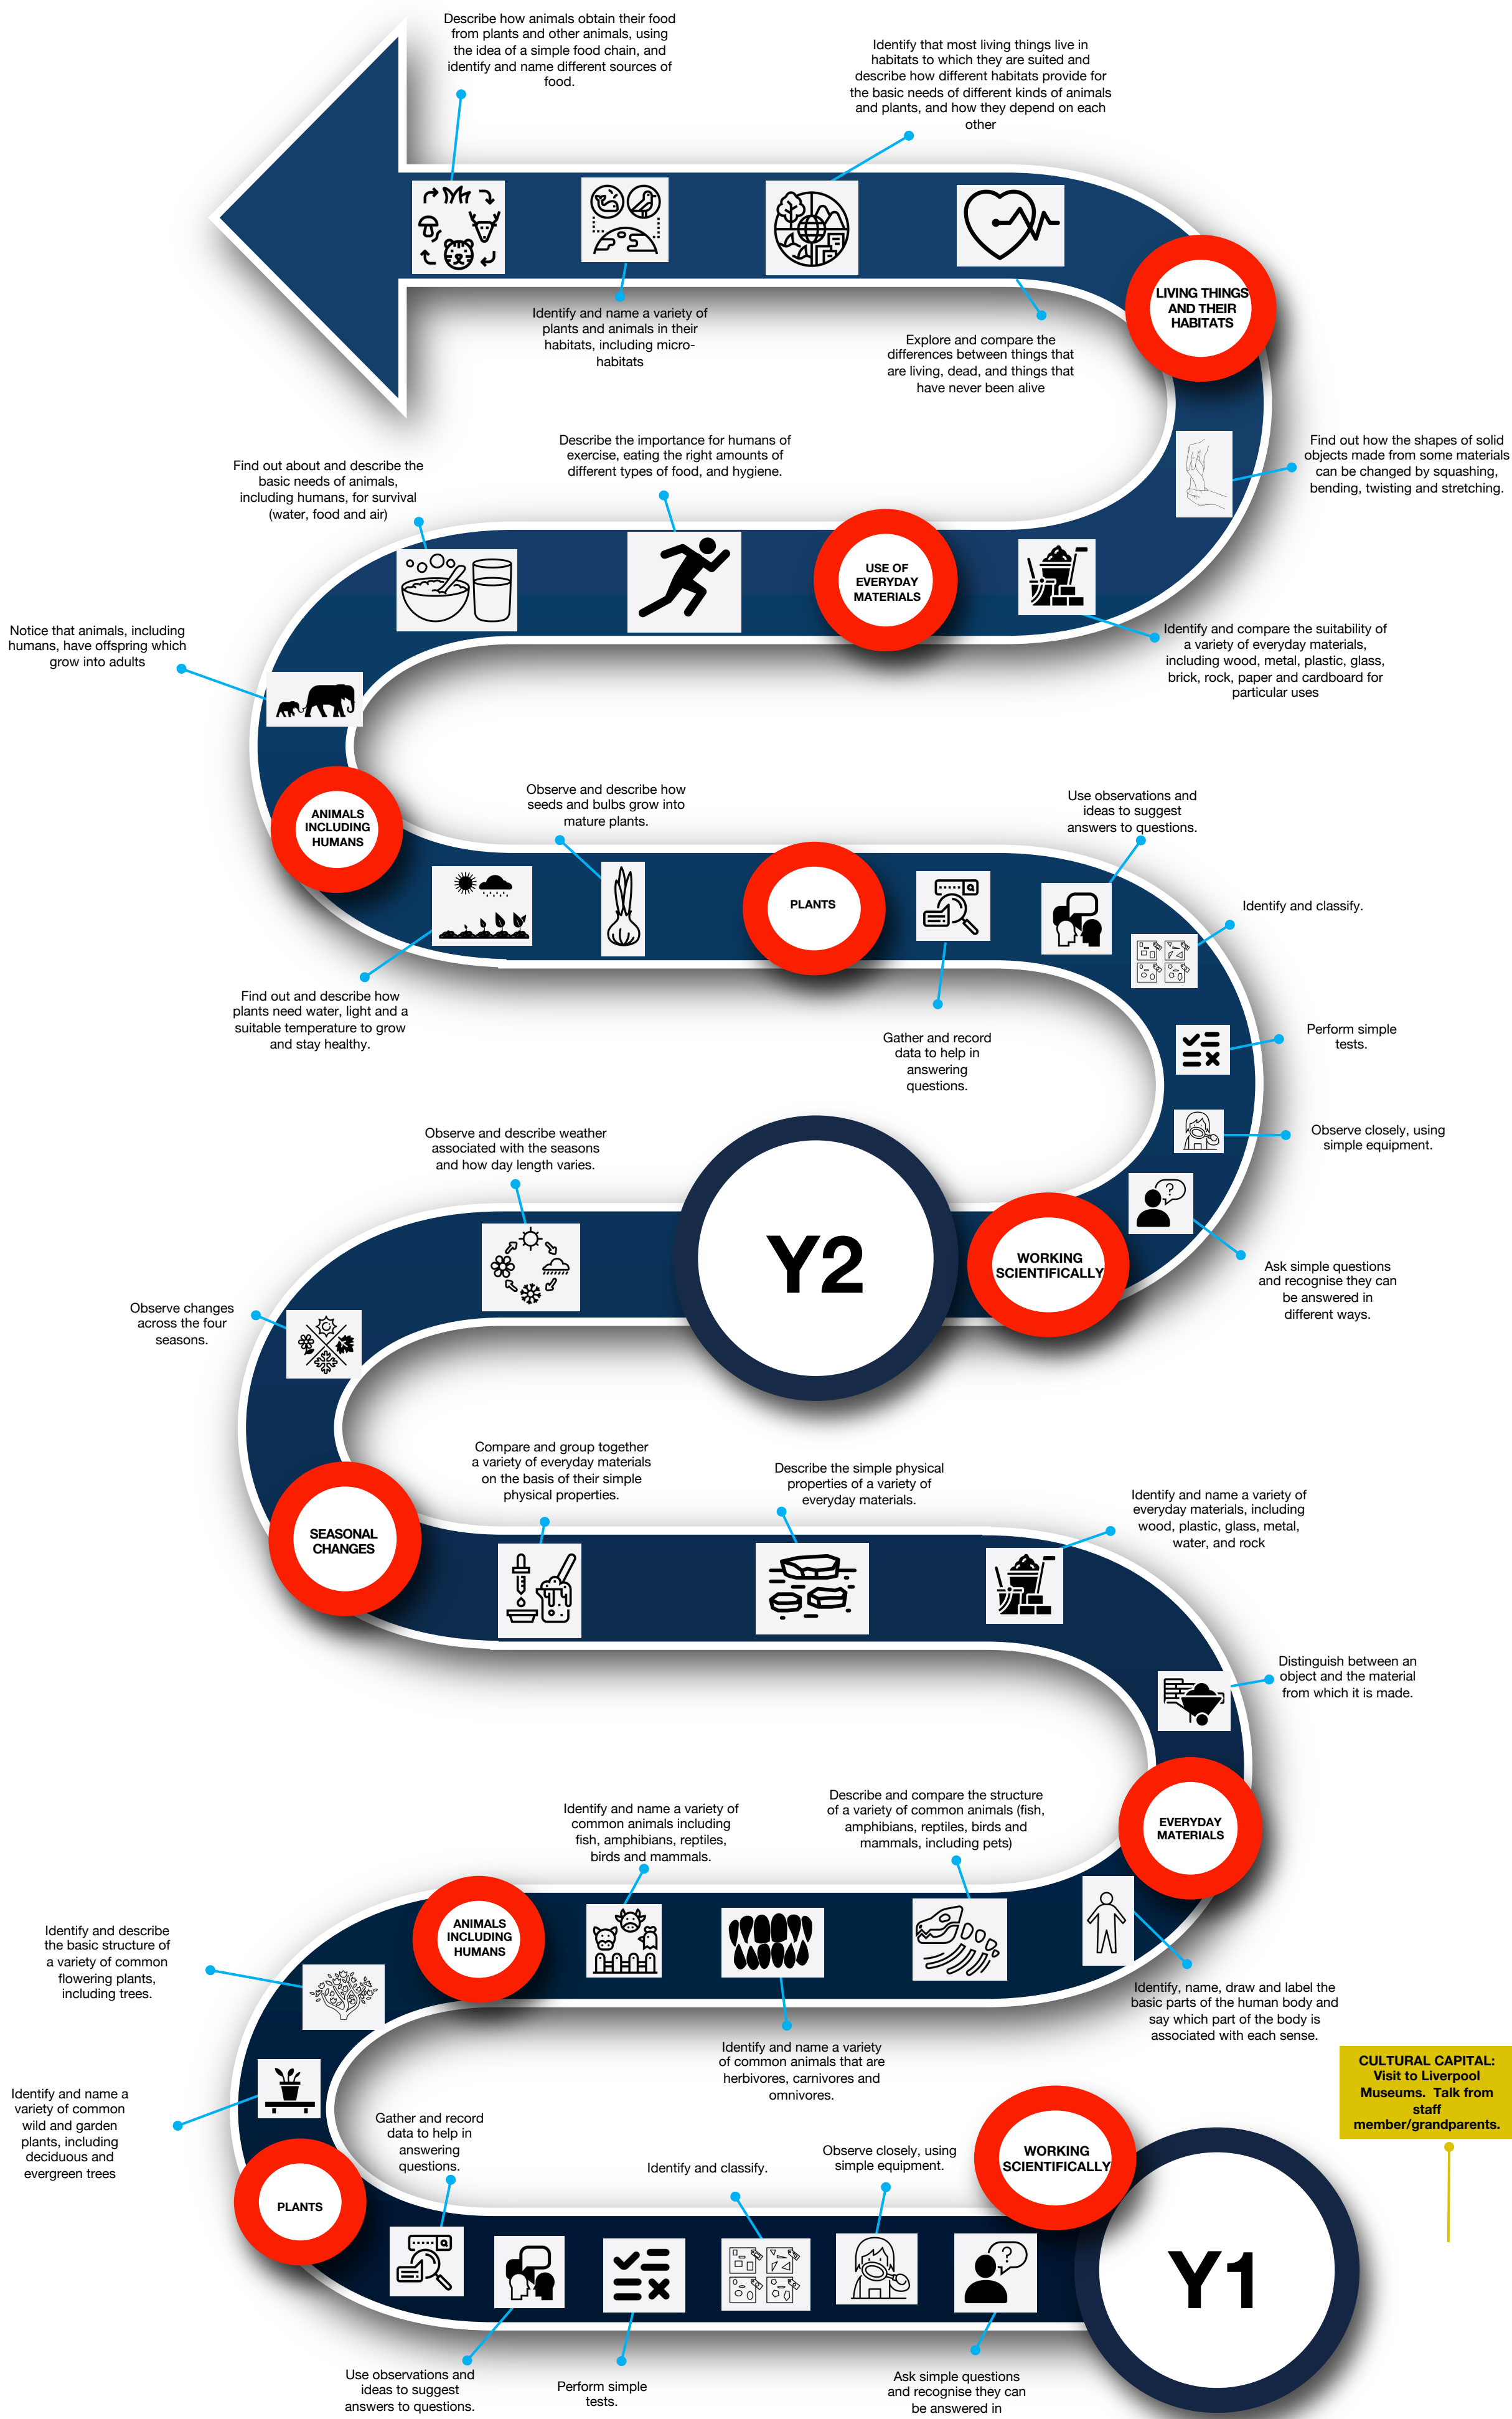 Describe how animals obtain their food
from plants and other animals, using
the idea of a simple food chain, and
identify and name different sources of
food.
Identify that most living things live in
habitats to which they are suited and
describe how different habitats provide for
the basic needs of different kinds of animals
and plants, and how they depend on each
other
LIVING THINGS
AND THEIR
HABITATS
Identify and name a variety of
plants and animals in their
habitats, including micro-
habitats
Explore and compare the
differences between things that
are living, dead, and things that
have never been alive
Find out how the shapes of solid
objects made from some materials
can be changed by squashing,
bending, twisting and stretching.
Describe the importance for humans of
exercise, eating the right amounts of
different types of food, and hygiene.
Find out about and describe the
basic needs of animals,
including humans, for survival
(water, food and air)
USE OF
EVERYDAY
MATERIALS
Identify and compare the suitability of
a variety of everyday materials,
including wood, metal, plastic, glass,
brick, rock, paper and cardboard for
particular uses
Notice that animals, including
humans, have offspring which
grow into adults
ANIMALS
INCLUDING
HUMANS
Observe and describe how
seeds and bulbs grow into
mature plants.
Use observations and
ideas to suggest
answers to questions.
PLANTS
Identify and classify.
Find out and describe how
plants need water, light and a
suitable temperature to grow
and stay healthy.
Gather and record
data to help in
answering
questions.
Perform simple
tests.
Observe closely, using
simple equipment.
Observe and describe weather
associated with the seasons
and how day length varies.
Y2
WORKING
SCIENTIFICALLY
?
Ask simple questions
and recognise they can
be answered in
different ways.
Observe changes
across the four
seasons.
Compare and group together
a variety of everyday materials
on the basis of their simple
physical properties.
Describe the simple physical
properties of a variety of
everyday materials.
Identify and name a variety of
everyday materials, including
wood, plastic, glass, metal,
water, and rock
SEASONAL
CHANGES
Distinguish between an
object and the material
from which it is made.
EVERYDAY
MATERIALS
Identify and name a variety of
common animals including
fish, amphibians, reptiles,
birds and mammals.
Describe and compare the structure
of a variety of common animals (fish,
amphibians, reptiles, birds and
mammals, including pets)
ANIMALS
INCLUDING
HUMANS
Identify and describe
the basic structure of
a variety of common
flowering plants,
including trees.
Identify, name, draw and label the
basic parts of the human body and
say which part of the body is
associated with each sense.
Identify and name a variety
of common animals that are
herbivores, carnivores and
omnivores.
CULTURAL CAPITAL:
Visit to Liverpool
Museums. Talk from
staff
member/grandparents.
Identify and name a
variety of common
wild and garden
plants, including
deciduous and
evergreen trees
Gather and record
data to help in
answering
questions.
Identify and classify.
Observe closely, using
simple equipment.
WORKING
SCIENTIFICALLY
PLANTS
?
Y1
Use observations and
ideas to suggest
answers to questions.
Perform simple
tests.
Ask simple questions
and recognise they can
be answered in